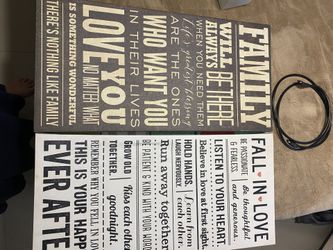 FAMILY
WILL BE THERE
ALWAYS
WHEN YOU NEED THEM
Life's greatest blessings
ARE THE ONES
WHO WANT YOU
IN THEIR LIVES
LOVE YOU
NO MATTER WHAT
IS SOMETHING WONDERFUL
THERE'S NOTHING LIKE FAMILY
FALL IN LOVE
BE PASSIONATE & FEARLESS
Be thoughtful and generous.
LISTEN TO YOUR HEART.
Believe in love at first sight.
HOLD HANDS.
LAUGH NERVOUSLY.
Learn from each other.
Run away together.
BE PATIENT & KIND WITH YOUR
GROW OLD TOGETHER.
Kiss each other goodnight.
REMEMBER WHY YOU FELL IN LOVE
THIS IS YOUR HAPP
EVER AFTE